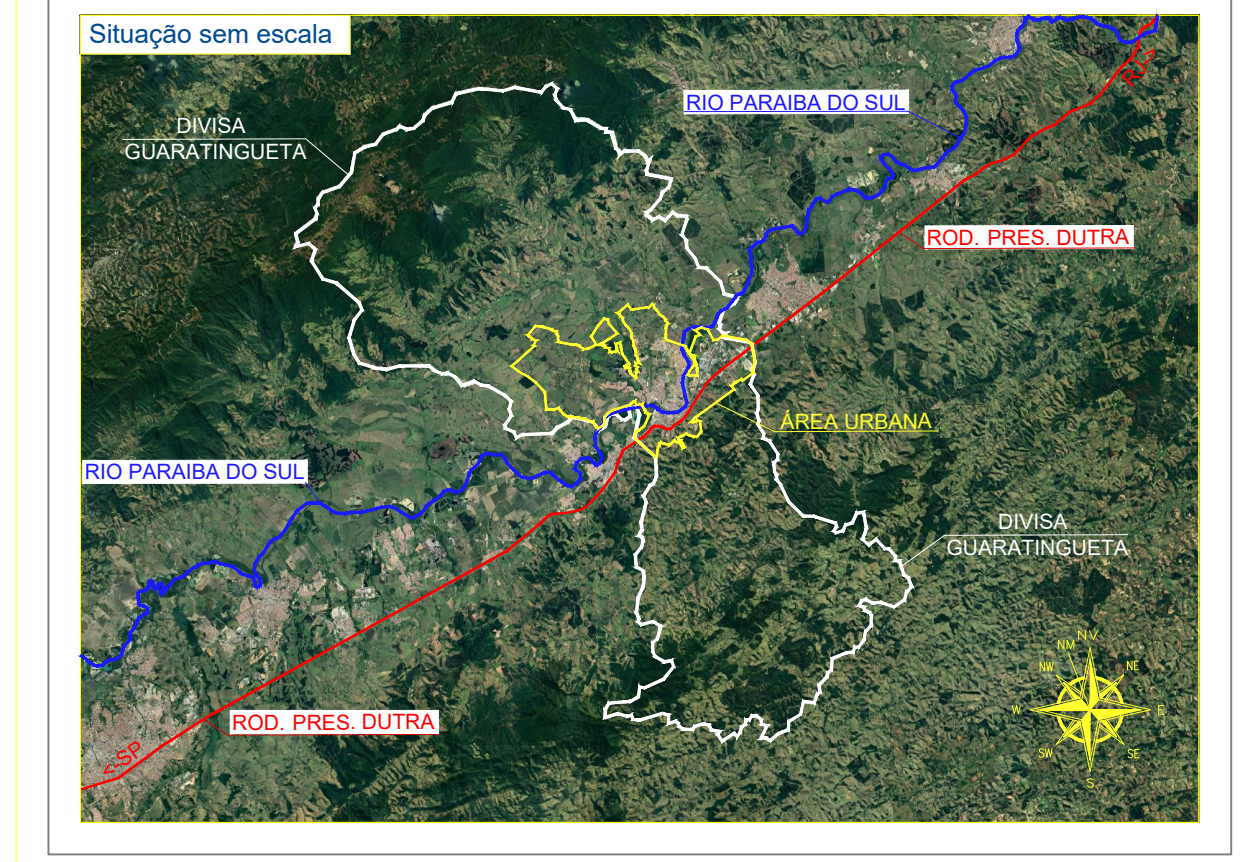 Situação sem escala
RJ->
RIO PARAIBA DO SUL
DIVISA
GUARATINGUETA
ROD. PRES. DUTRA
ÁREA URBANA
RIO PARAIBA DO SUL
DIVISA
GUARATINGUETA
NV
NM
NW
NE
W
E
SW
SE
S
ROD. PRES. DUTRA
<-SP